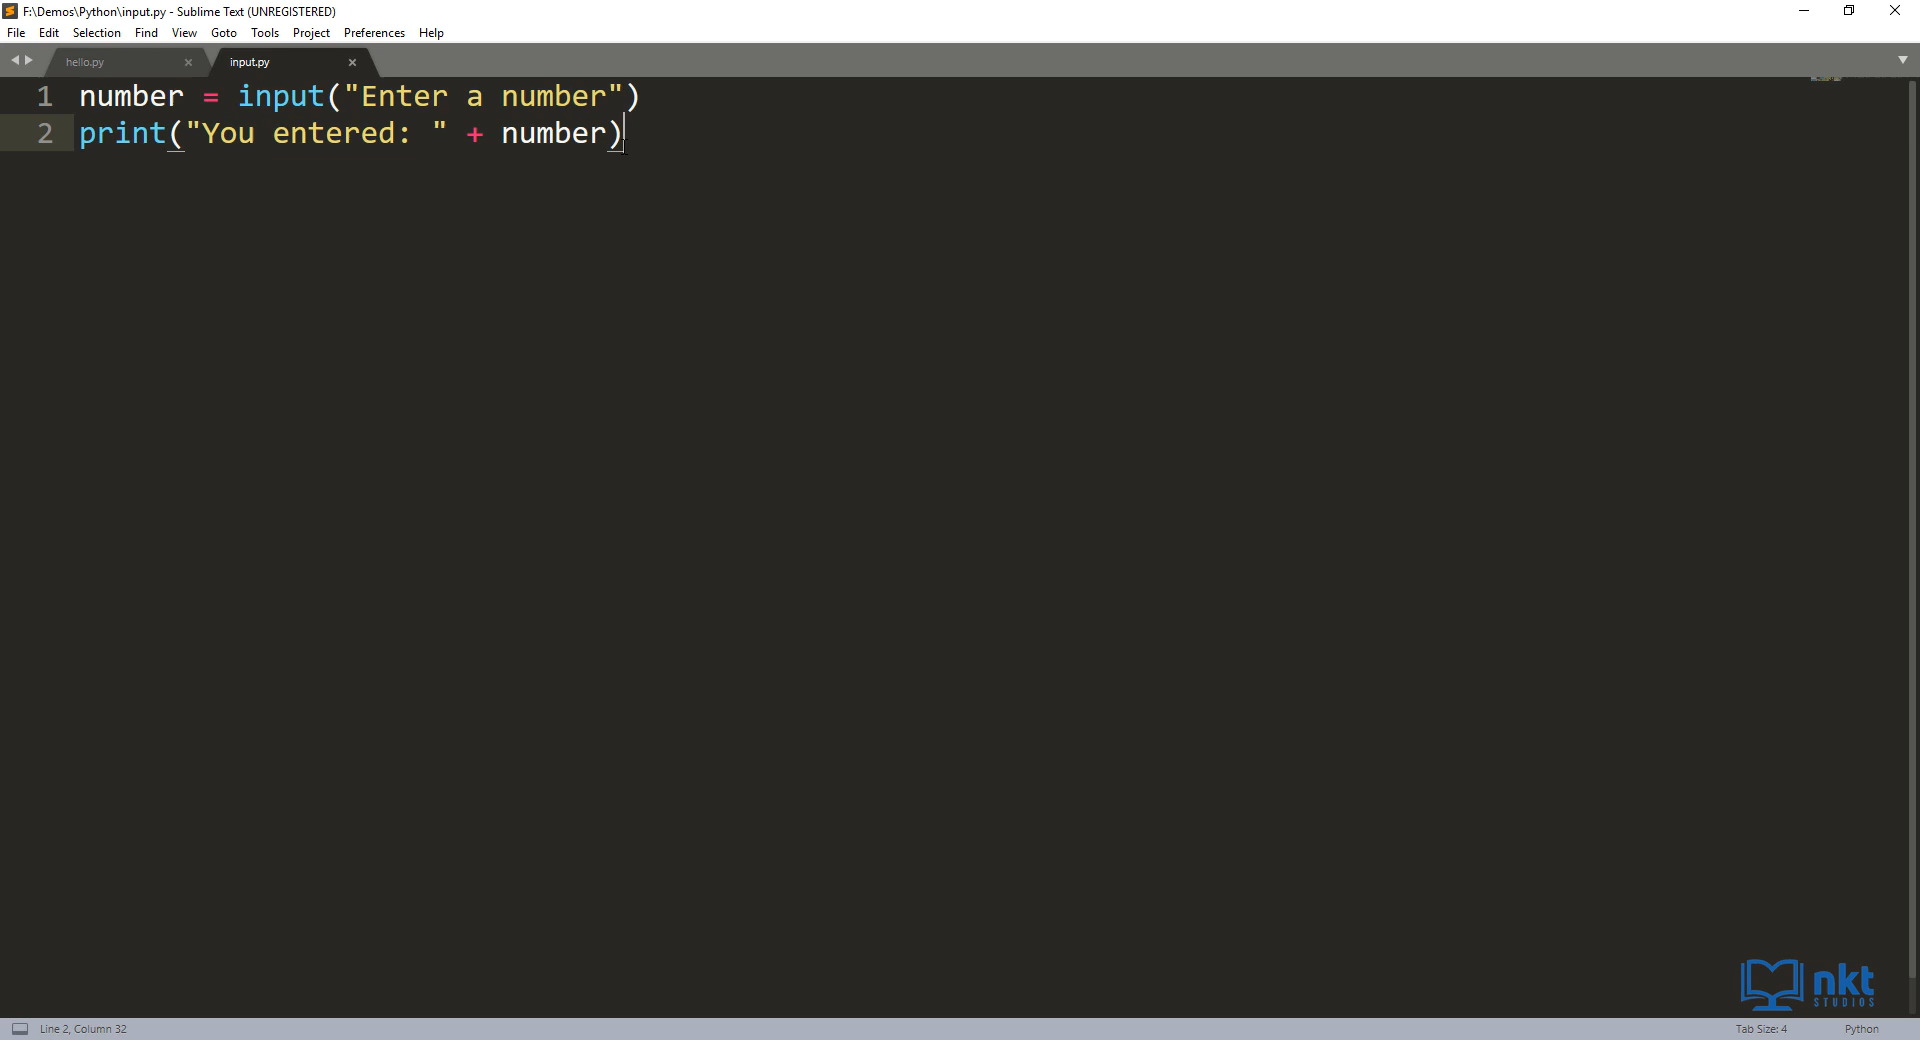 F:\Demos\Python\input.py - Sublime Text (UNREGISTERED)
File Edit Selection Find View Goto Tools Project Preferences Help
hello.py input.py
1 number = input("Enter a number")
2 print("You entered: " + number)
nkt
STUDIOS
Line 2, Column 32 Tab Size: 4 Python